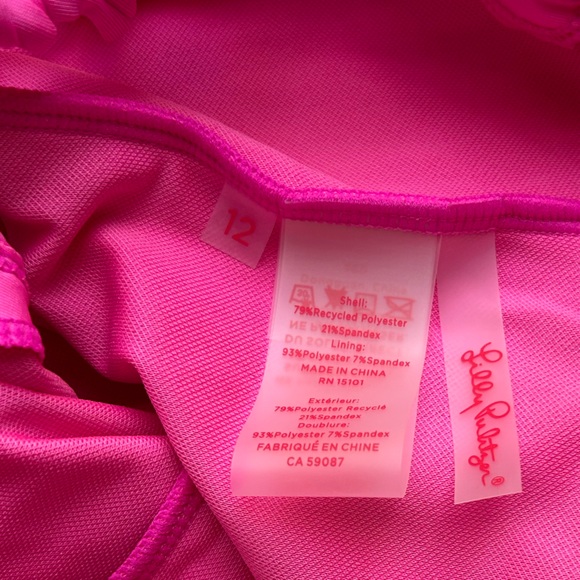 12
Shell:
79%Recycled Polyester
21%Spandex
Lining:
93%Polyester 7%Spandex
MADE IN CHINA
RN 15101
Extérieur:
79%Polyester Recyclé
21%Spandex
Doublure:
93%Polyester 7%Spandex
FABRIQUÉ EN CHINE
CA 59087
Lilly Pulitzer®